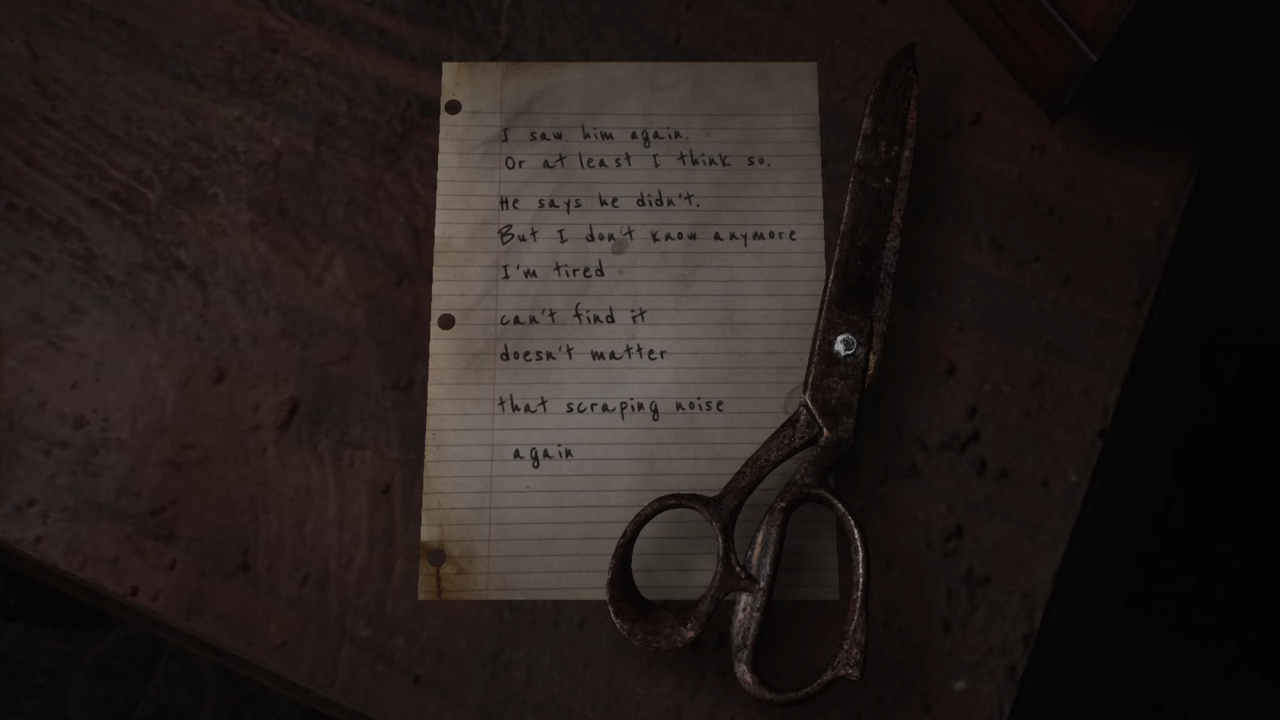 I saw him again.
Or at least I think so.
He says he didn't.
But I don't know anymore
I'm tired
can't find it
doesn't matter
that scraping noise
again